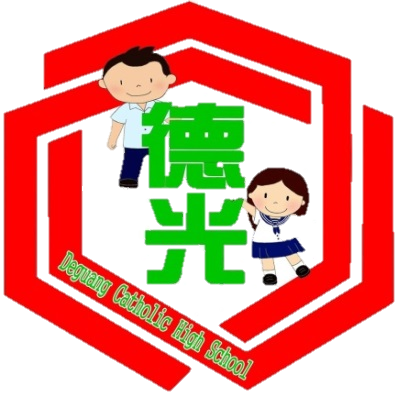 德
光
Deguang Catholic High School